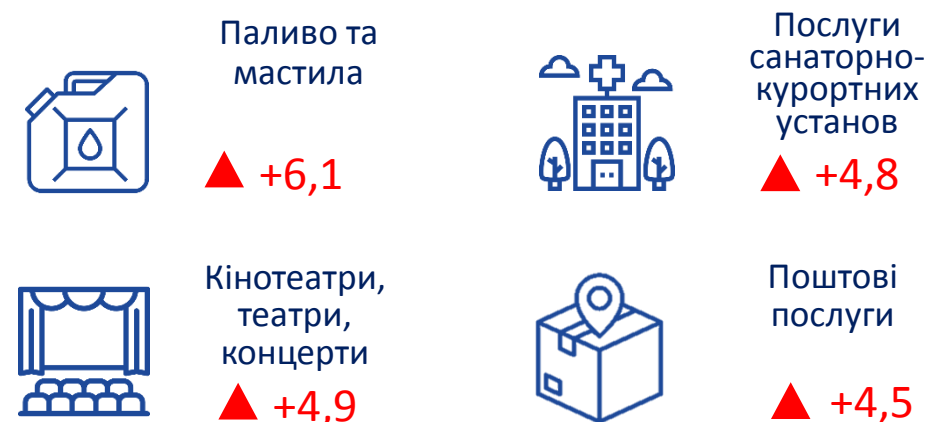 Паливо та
мастила
+6,1
Послуги
санаторно-
курортних
установ
+4,8
Кінотеатри,
театри,
концерти
+4,9
Поштові
послуги
+4,5